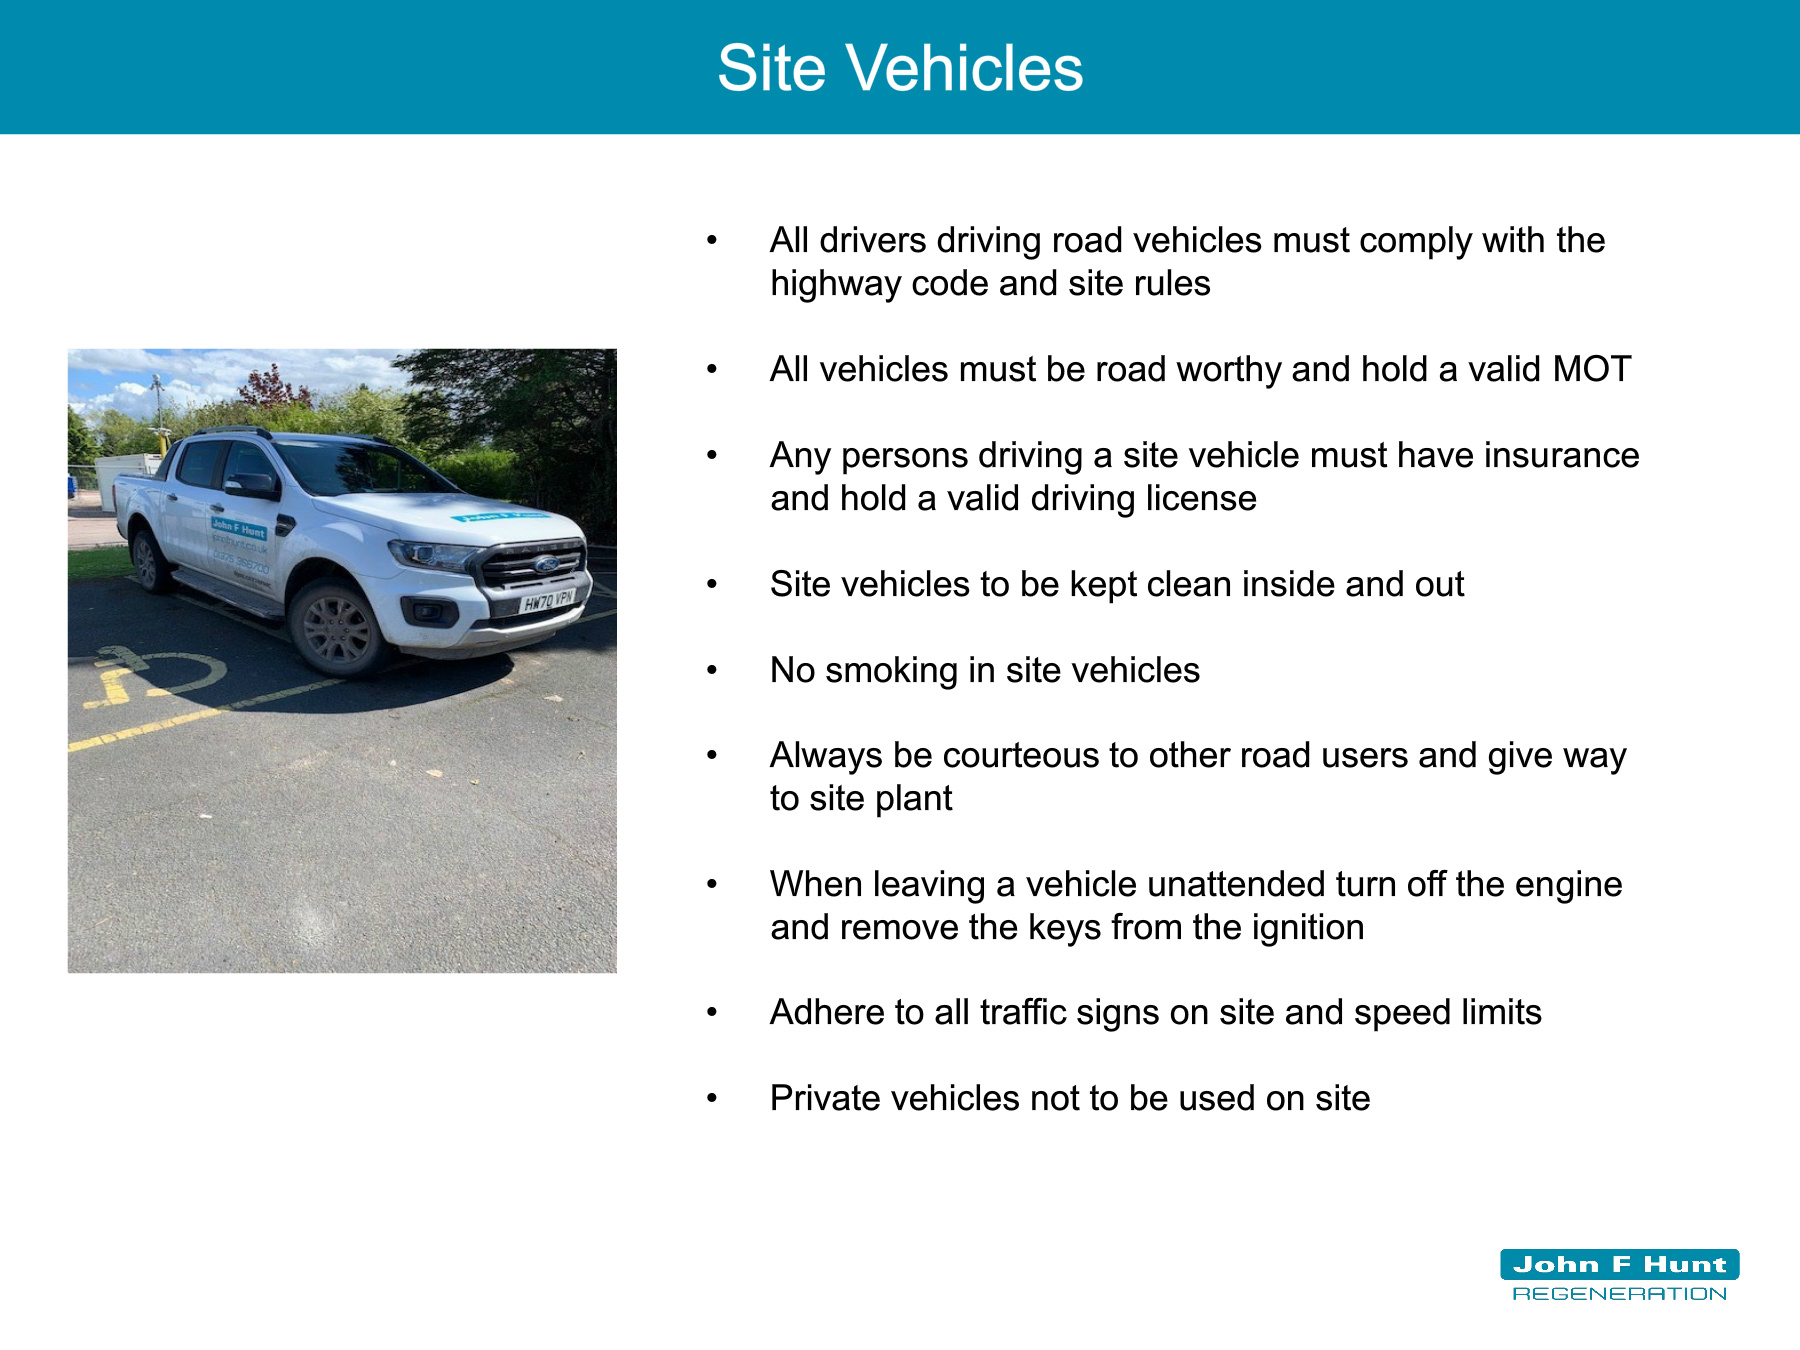 Site Vehicles
• All drivers driving road vehicles must comply with the
highway code and site rules
• All vehicles must be road worthy and hold a valid MOT
• Any persons driving a site vehicle must have insurance
and hold a valid driving license
• Site vehicles to be kept clean inside and out
• No smoking in site vehicles
• Always be courteous to other road users and give way
to site plant
• When leaving a vehicle unattended turn off the engine
and remove the keys from the ignition
• Adhere to all traffic signs on site and speed limits
• Private vehicles not to be used on site
John F Hunt
John F Hunt
HW70 VPN
John F Hunt
REGENERATION